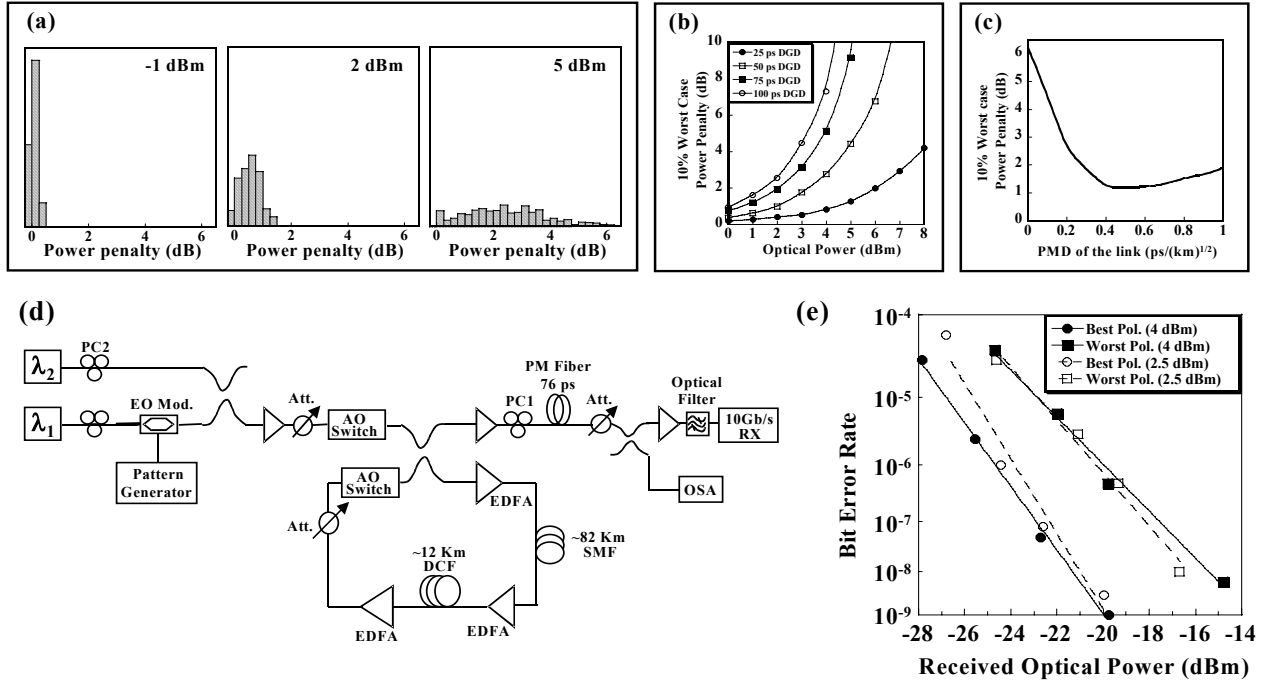 (a)
-1 dBm
2 dBm
5 dBm
0 2 4 6
0 2 4 6
0 2 4 6
Power penalty (dB)
Power penalty (dB)
Power penalty (dB)
(b)
10% Worst Case
Power Penalty (dB)
10
8
6
4
2
0
25 ps DGD
50 ps DGD
75 ps DGD
100 ps DGD
0 1 2 3 4 5 6 7 8
Optical Power (dBm)
(c)
10% Worst case
Power Penalty (dB)
6
5
4
3
2
1
0
0 0.2 0.4 0.6 0.8 1
PMD of the link (ps/(km)1/2)
(d)
λ2
PC2
λ1
EO Mod.
Pattern
Generator
Att.
AO
Switch
PC1
PM Fiber
76 ps
Att.
Optical
Filter
10Gb/s
RX
OSA
AO
Switch
EDFA
Att.
~82 Km
SMF
~12 Km
DCF
EDFA
EDFA
(e)
Bit Error Rate
10-4
10-5
10-6
10-7
10-8
10-9
Best Pol. (4 dBm)
Worst Pol. (4 dBm)
Best Pol. (2.5 dBm)
Worst Pol. (2.5 dBm)
-28 -26 -24 -22 -20 -18 -16 -14
Received Optical Power (dBm)